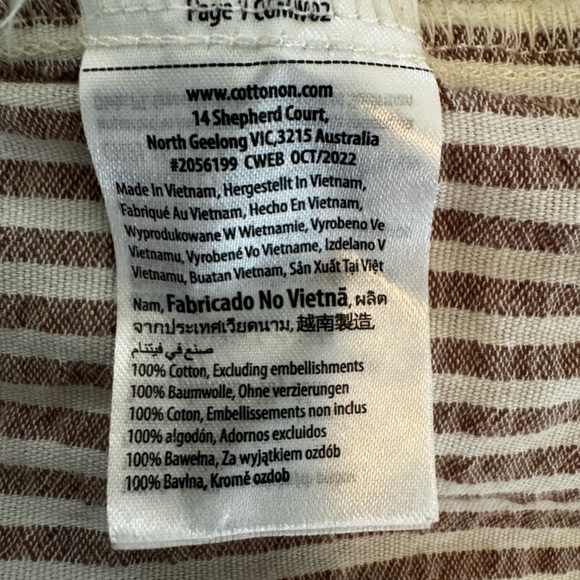 www.cottonon.com
14 Shepherd Court,
North Geelong VIC,3215 Australia
#2056199 CWEB OCT/2022
Made In Vietnam, Hergestellt In Vietnam,
Fabriqué Au Vietnam, Hecho En Vietnam,
Wyprodukowane W Wietnamie, Vyrobeno Ve
Vietnamu, Vyrobené Vo Vietname, Izdelano V
Vietnamu, Buatan Vietnam, Sản Xuất Tại Việt
Nam, Fabricado No Vietnã, ผลิต
จากประเทศเวียดนาม, 越南製造,
صنع في فيتنام
100% Cotton, Excluding embellishments
100% Baumwolle, Ohne verzierungen
100% Coton, Embellissements non inclus
100% algodón, Adornos excluidos
100% Bawełna, Za wyjątkiem ozdób
100% Bavlna, Kromě ozdob